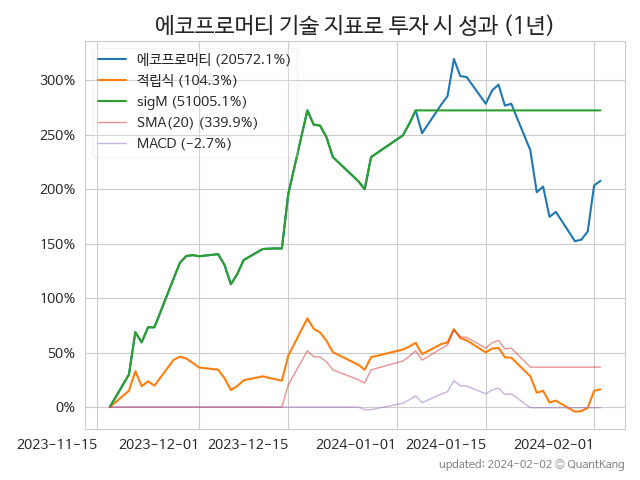 에코프로머티 기술 지표로 투자 시 성과 (1년)
에코프로머티 (20572.1%)
적립식 (104.3%)
sigM (51005.1%)
SMA(20) (339.9%)
MACD (−2.7%)
300%
250%
200%
150%
100%
50%
0%
2023-11-15 2023-12-01 2023-12-15 2024-01-01 2024-01-15 2024-02-01
updated: 2024-02-02 © QuantKang